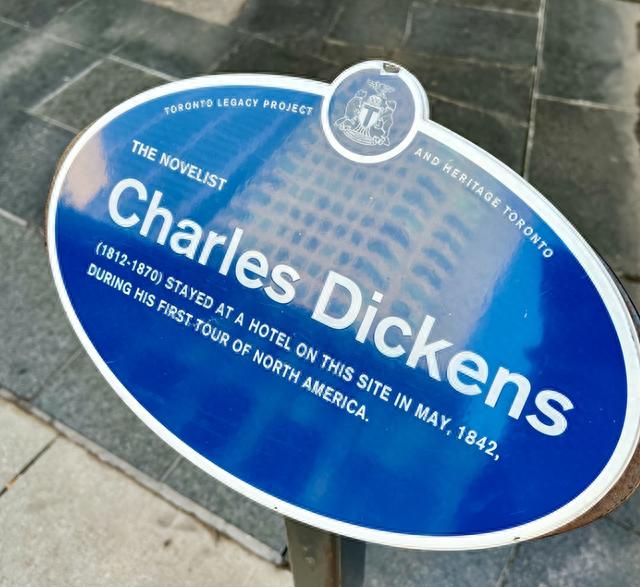 TORONTO LEGACY PROJECT
AND HERITAGE TORONTO
THE NOVELIST
Charles Dickens
(1812-1870) STAYED AT A HOTEL ON THIS SITE IN MAY, 1842,
DURING HIS FIRST TOUR OF NORTH AMERICA.